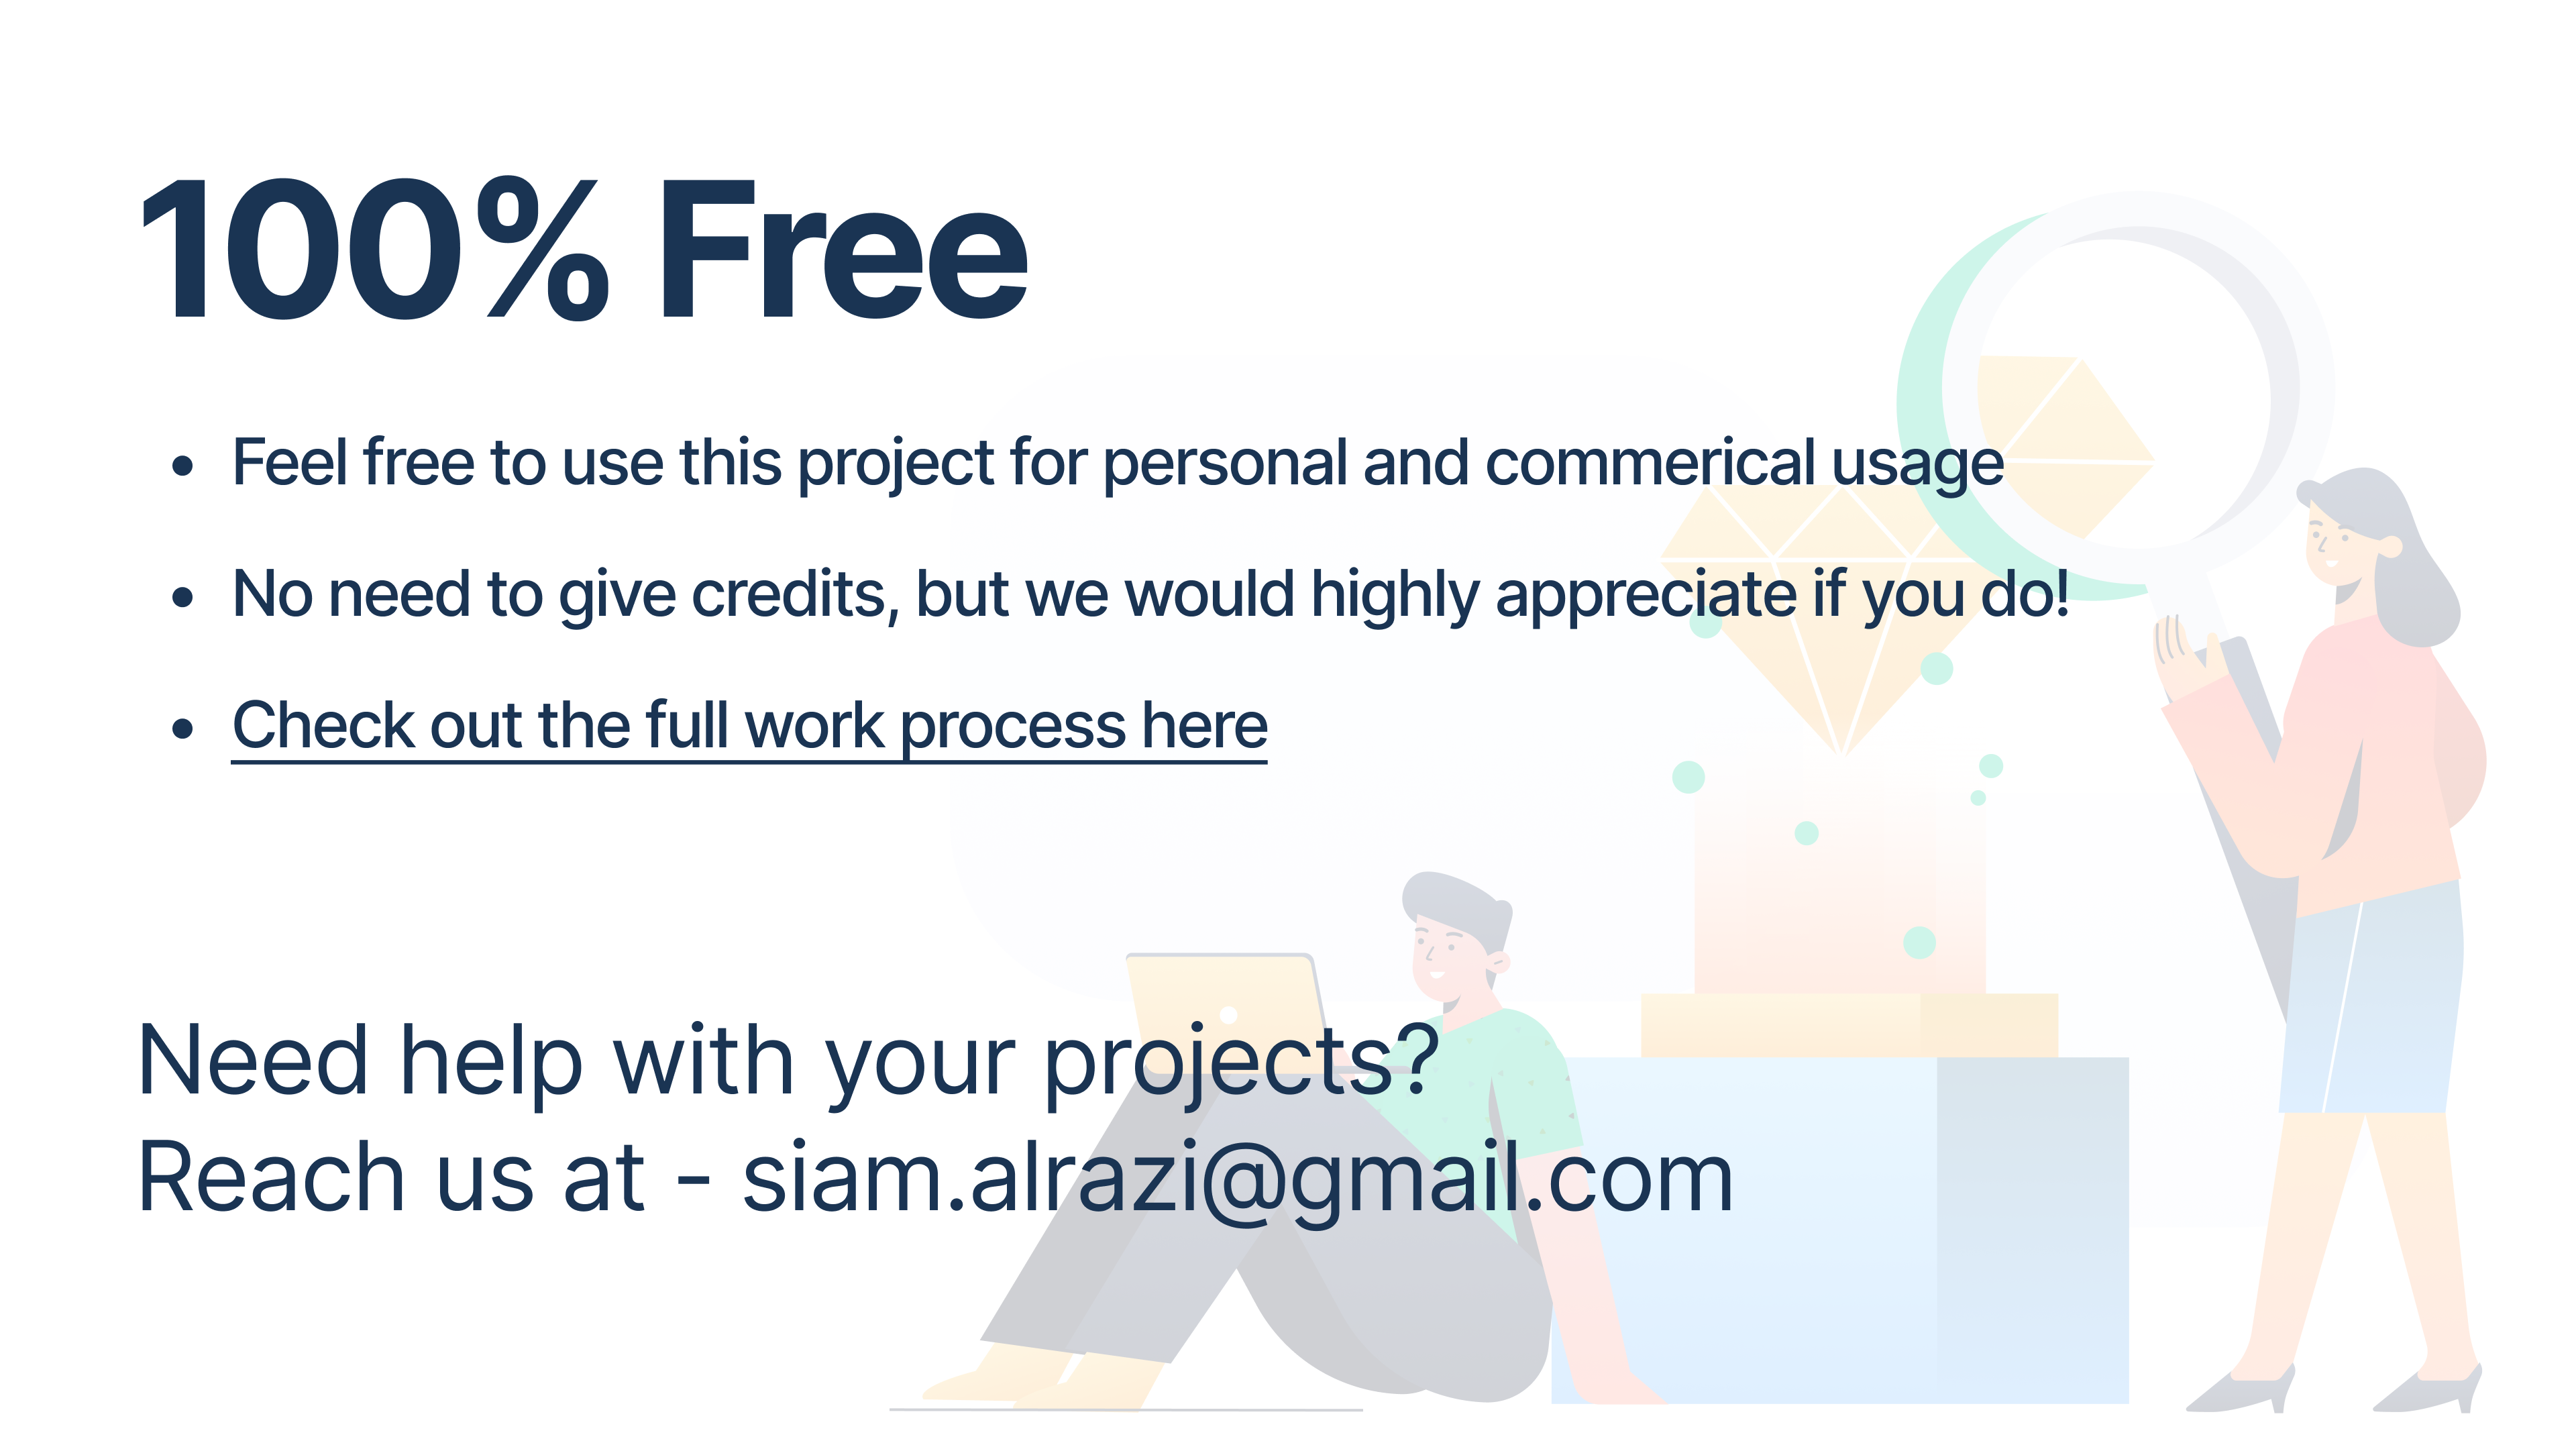 100% Free
• Feel free to use this project for personal and commerical usage
• No need to give credits, but we would highly appreciate if you do!
• Check out the full work process here
Need help with your projects?
Reach us at - siam.alrazi@gmail.com